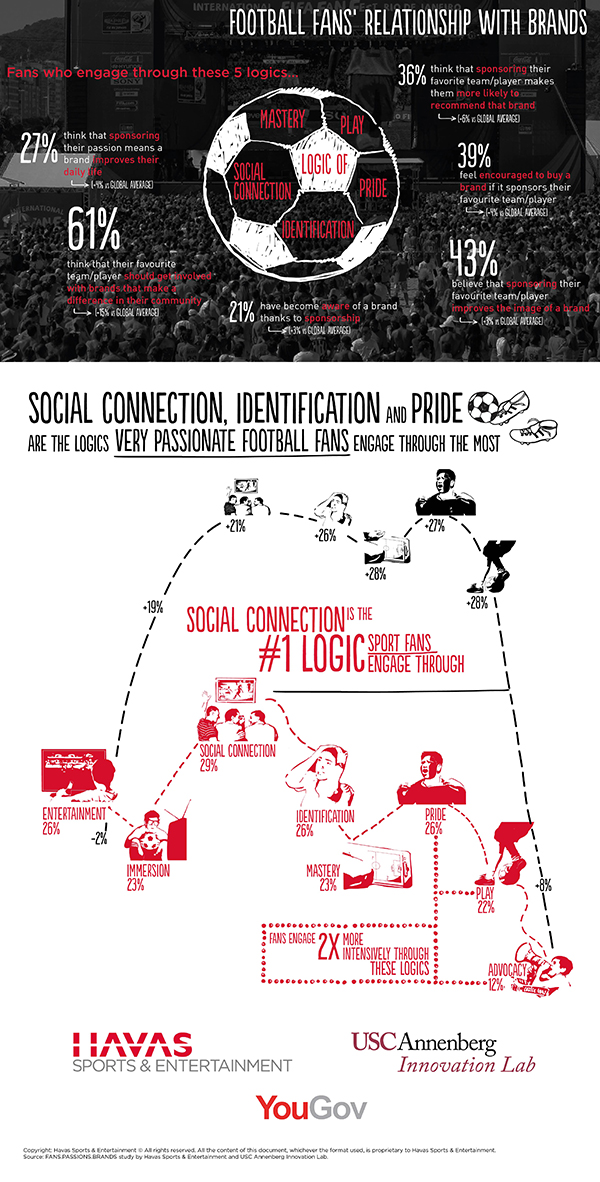 INTERNATIONAL FIFA FAN FEST RIO DE JANEIRO
FOOTBALL FANS' RELATIONSHIP WITH BRANDS
Fans who engage through these 5 logics...
36% think that sponsoring their
favorite team/player makes
them more likely to
recommend that brand
(+6% vs GLOBAL AVERAGE)
MASTERY
PLAY
LOGIC OF
SOCIAL
CONNECTION
PRIDE
IDENTIFICATION
27% think that sponsoring
their passion means a
brand improves their
daily life
(+4% vs GLOBAL AVERAGE)
39%
feel encouraged to buy a
brand if it sponsors their
favourite team/player
(+4% vs GLOBAL AVERAGE)
61%
think that their favourite
team/player should get involved
with brands that make a
difference in their community
(+15% vs GLOBAL AVERAGE)
43%
believe that sponsoring their
favourite team/player
improves the image of a brand
(+9% vs GLOBAL AVERAGE)
21% have become aware of a brand
thanks to sponsorship
(+3% vs GLOBAL AVERAGE)
SOCIAL CONNECTION, IDENTIFICATION AND PRIDE
ARE THE LOGICS VERY PASSIONATE FOOTBALL FANS ENGAGE THROUGH THE MOST
+21%
+26%
+28%
+27%
+28%
+19%
SOCIAL CONNECTION IS THE
#1 LOGIC SPORT FANS
ENGAGE THROUGH
SOCIAL CONNECTION
29%
ENTERTAINMENT
26%
-2%
IMMERSION
23%
IDENTIFICATION
26%
MASTERY
23%
PRIDE
26%
PLAY
22%
+8%
FANS ENGAGE 2X MORE
INTENSIVELY THROUGH
THESE LOGICS
ADVOCACY
12%
HAVAS
SPORTS & ENTERTAINMENT
USC Annenberg
Innovation Lab
YouGov
Copyright: Havas Sports & Entertainment © All rights reserved. All the content of this document, whichever the format used, is proprietary to Havas Sports & Entertainment.
Source: FANS.PASSIONS.BRANDS study by Havas Sports & Entertainment and USC Annenberg Innovation Lab.